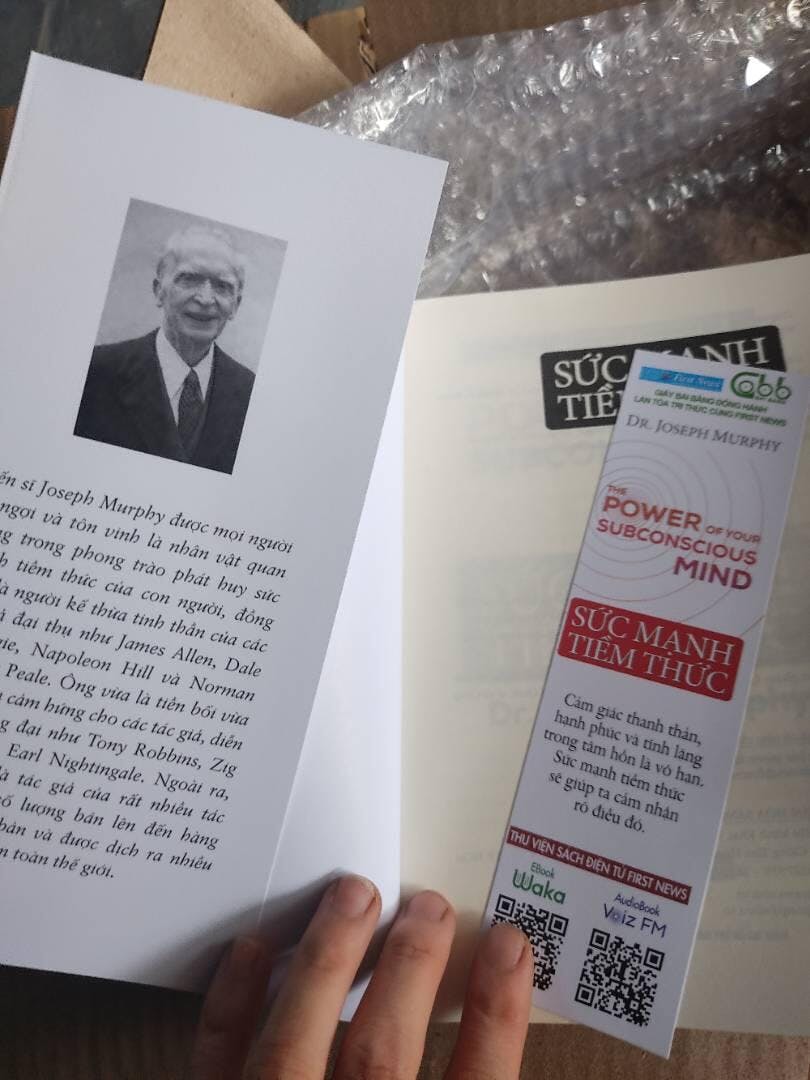 sĩ Joseph Murphy được mọi người
ngợi và tôn vinh là nhân vật quan
trong phong trào phát huy sức
tiềm thức của con người, đồng
là người kế thừa tinh thần của các
đại thụ như James Allen, Dale
Napoleon Hill và Norman
Peale. Ông vừa là tiền bối vừa
cảm hứng cho các tác giả, diễn
đại như Tony Robbins, Zig
Earl Nightingale. Ngoài ra,
là tác giả của rất nhiều tác
số lượng bán lên đến hàng
bản và được dịch ra nhiều
toàn thế giới.
SỨC MẠNH
TIỀM
First News
Cabb
GIẤY BÃI BẰNG ĐỒNG HÀNH
LAN TỎA TRI THỨC CÙNG FIRST NEWS
DR. JOSEPH MURPHY
THE
POWER OF YOUR
SUBCONSCIOUS
MIND
SỨC MẠNH
TIỀM THỨC
Cảm giác thanh thản,
hạnh phúc và tĩnh lặng
trong tâm hồn là vô hạn.
Sức mạnh tiềm thức
sẽ giúp ta cảm nhận
rõ điều đó.
THƯ VIỆN SÁCH ĐIỆN TỬ FIRST NEWS
EBook
Waka
AudioBook
Voiz FM